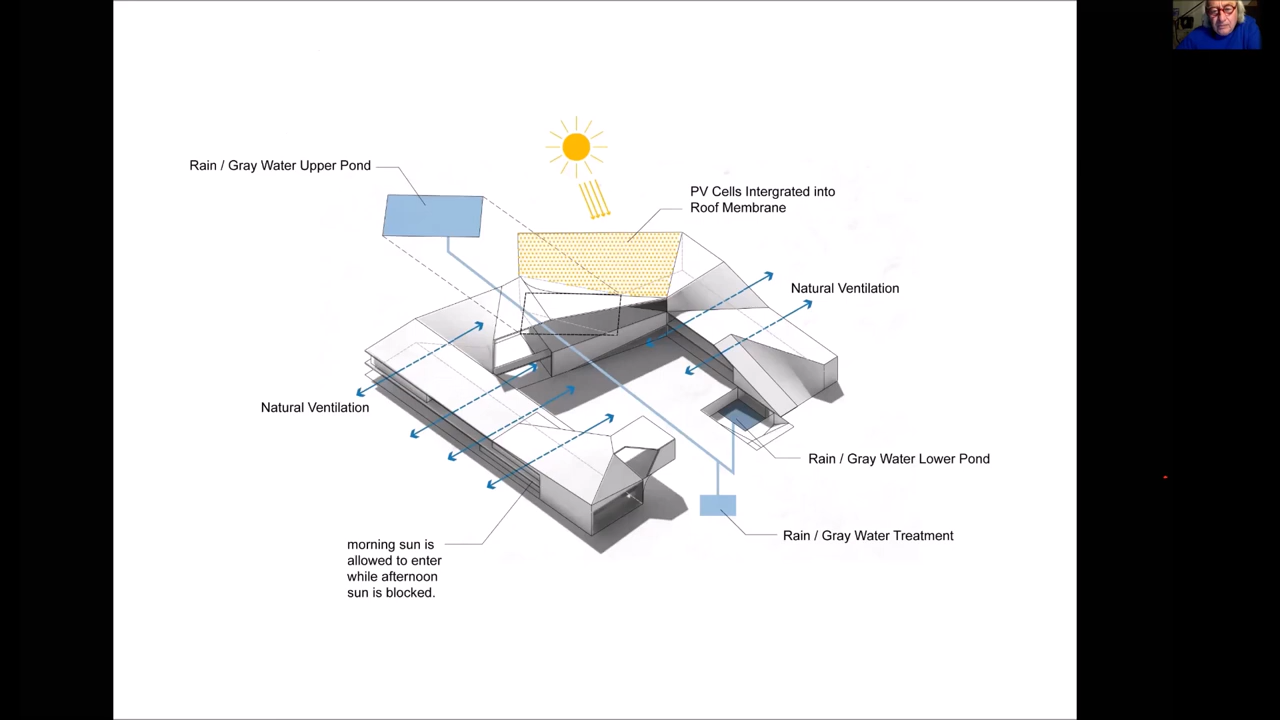 Rain / Gray Water Upper Pond
PV Cells Intergrated into
Roof Membrane
Natural Ventilation
Natural Ventilation
Rain / Gray Water Lower Pond
Rain / Gray Water Treatment
morning sun is
allowed to enter
while afternoon
sun is blocked.